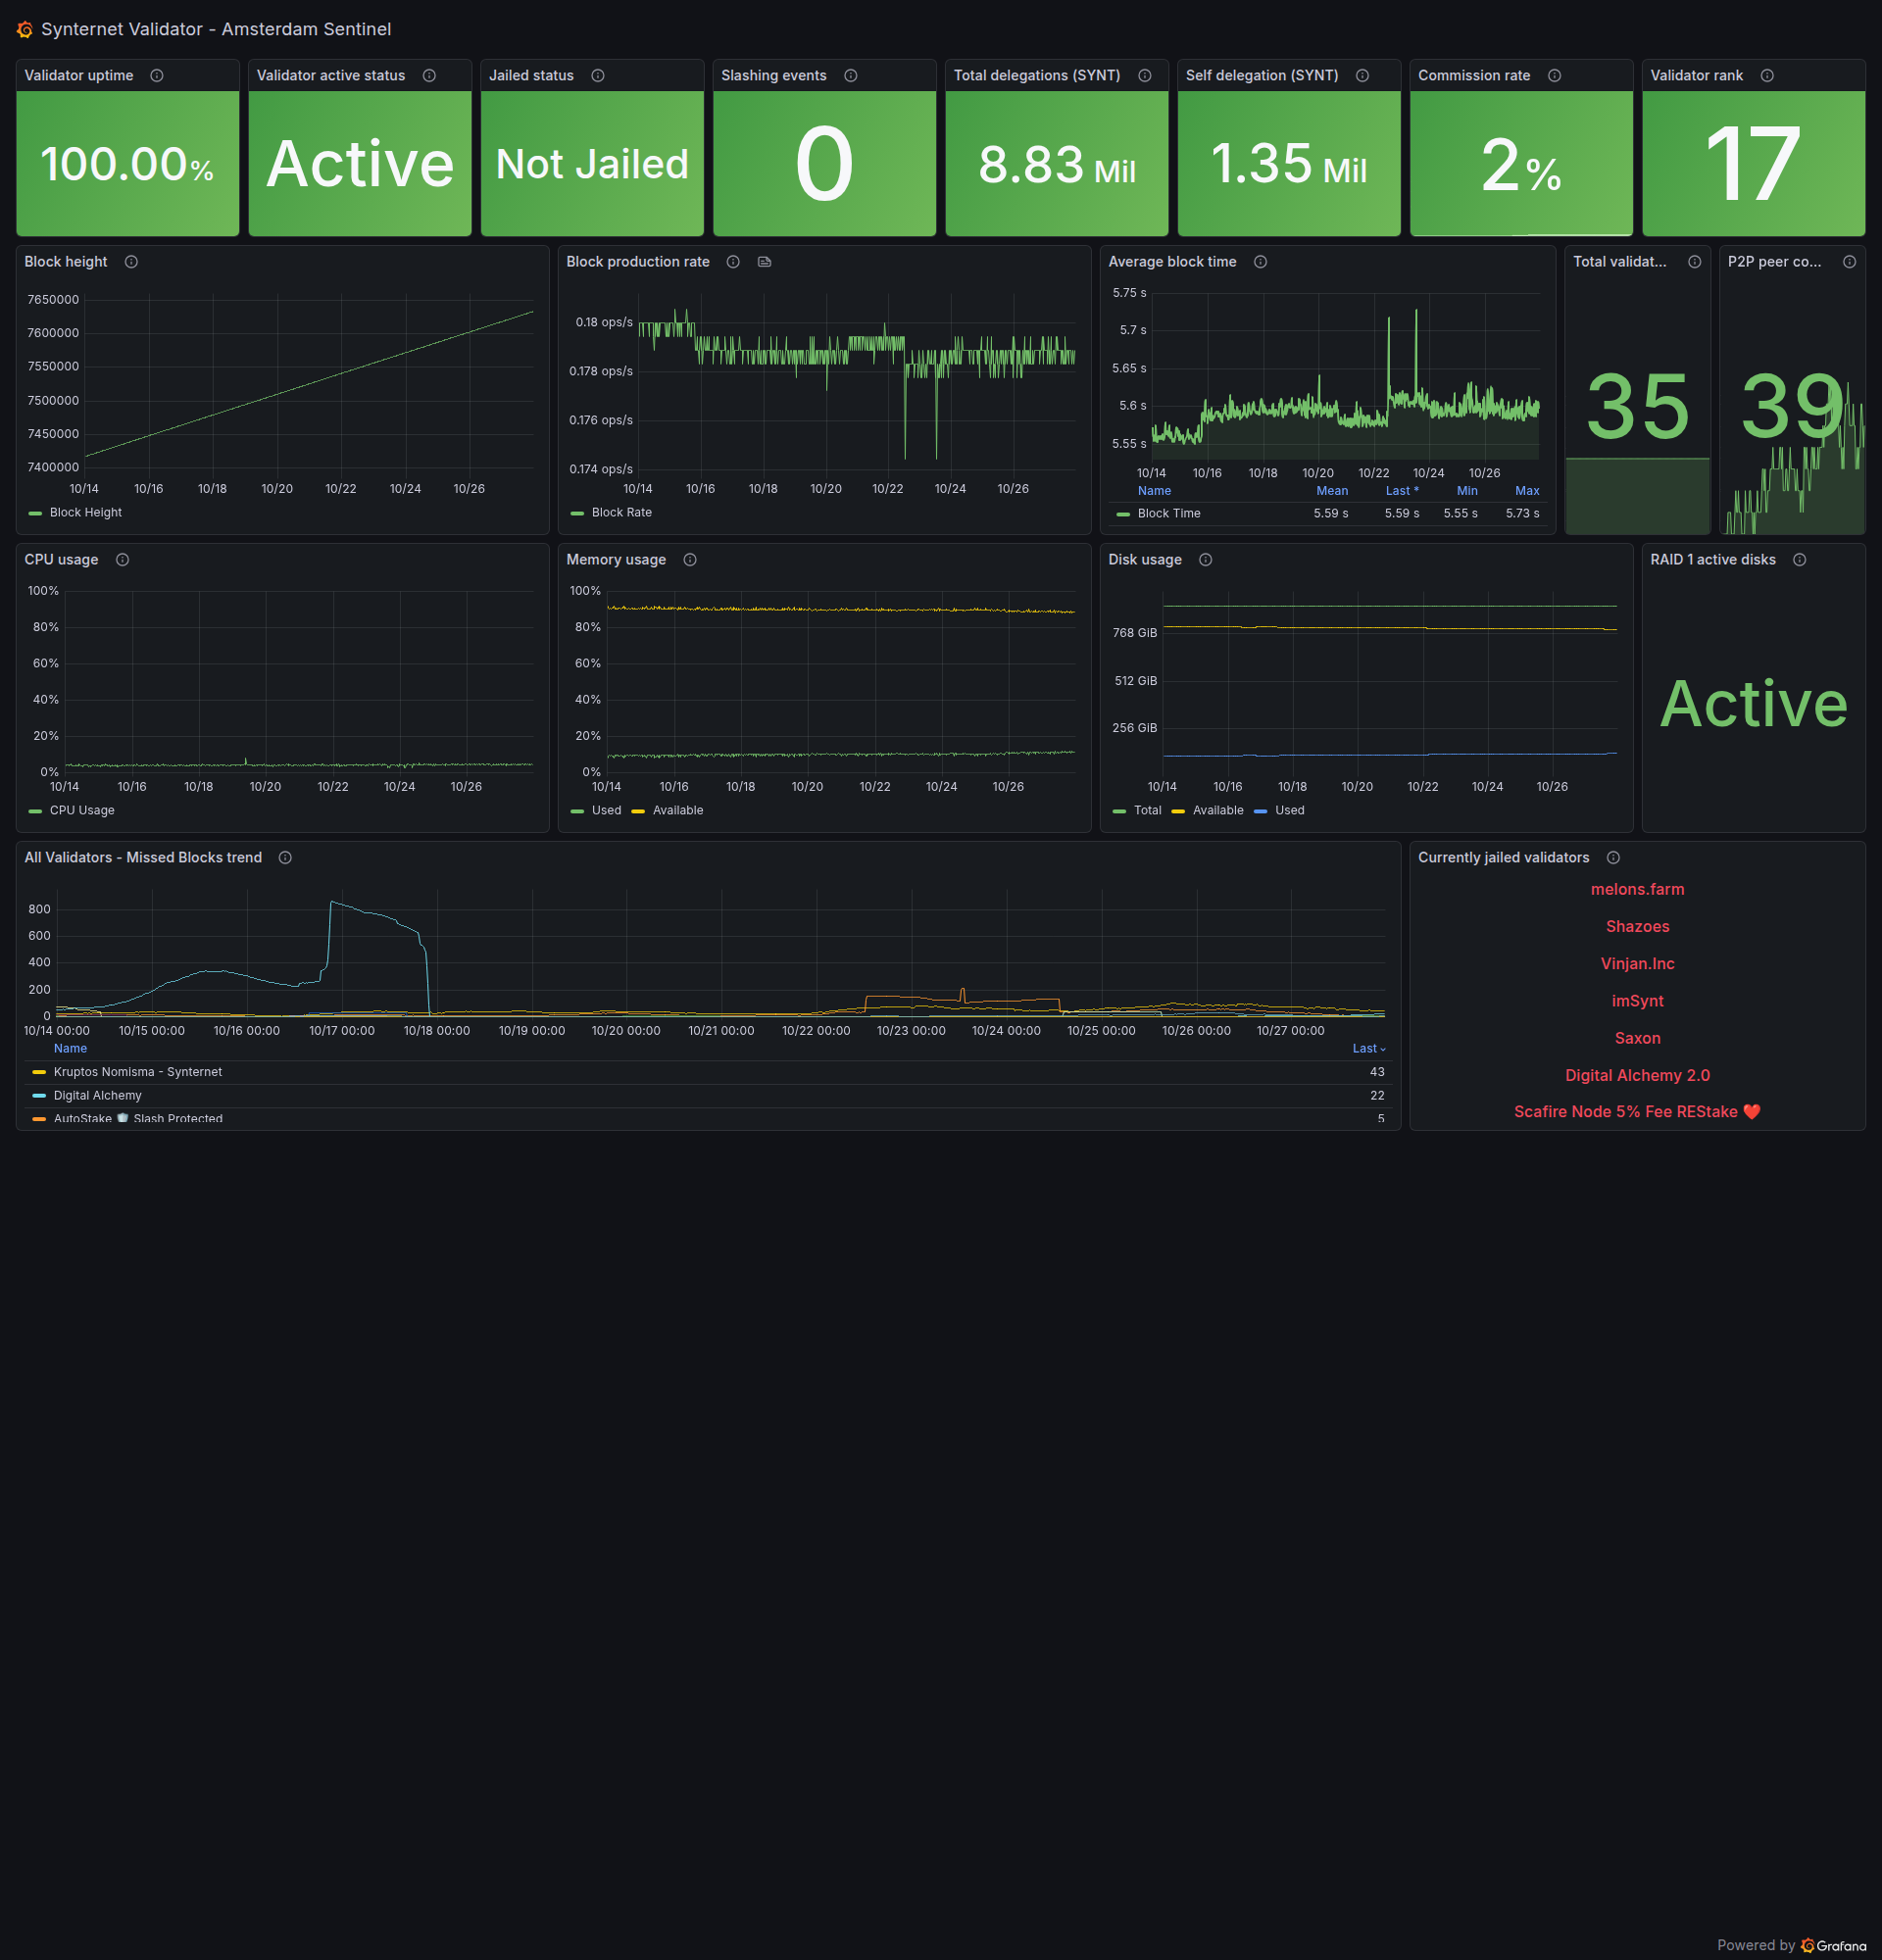 Synternet Validator - Amsterdam Sentinel
Validator uptime
100.00%
Validator active status
Active
Jailed status
Not Jailed
Slashing events
0
Total delegations (SYNT)
8.83 Mil
Self delegation (SYNT)
1.35 Mil
Commission rate
2%
Validator rank
17
Block height
7650000
7600000
7550000
7500000
7450000
7400000
10/14 10/16 10/18 10/20 10/22 10/24 10/26
Block Height
Block production rate
0.18 ops/s
0.178 ops/s
0.176 ops/s
0.174 ops/s
10/14 10/16 10/18 10/20 10/22 10/24 10/26
Block Rate
Average block time
5.75 s
5.7 s
5.65 s
5.6 s
5.55 s
10/14 10/16 10/18 10/20 10/22 10/24 10/26
Name Mean Last * Min Max
Block TIme 5.59 s 5.59 s 5.55 s 5.73 s
Total validat...
35
P2P peer co...
39
CPU usage
100%
80%
60%
40%
20%
0%
10/14 10/16 10/18 10/20 10/22 10/24 10/26
CPU Usage
Memory usage
100%
80%
60%
40%
20%
0%
10/14 10/16 10/18 10/20 10/22 10/24 10/26
Used Available
Disk usage
768 GiB
512 GiB
256 GiB
10/14 10/16 10/18 10/20 10/22 10/24 10/26
Total Available Used
RAID 1 active disks
Active
All Validators - Missed Blocks trend
800
600
400
200
0
10/14 00:00 10/15 00:00 10/16 00:00 10/17 00:00 10/18 00:00 10/19 00:00 10/20 00:00 10/21 00:00 10/22 00:00 10/23 00:00 10/24 00:00 10/25 00:00 10/26 00:00 10/27 00:00
Name Last
Kruptos Nomisma - Synternet 43
Digital Alchemy 22
AutoStake 🛡️ Slash Protected 5
Currently jailed validators
melons.farm
Shazoes
Vinjan.Inc
imSynt
Saxon
Digital Alchemy 2.0
Scafire Node 5% Fee REStake ❤️
Powered by Grafana